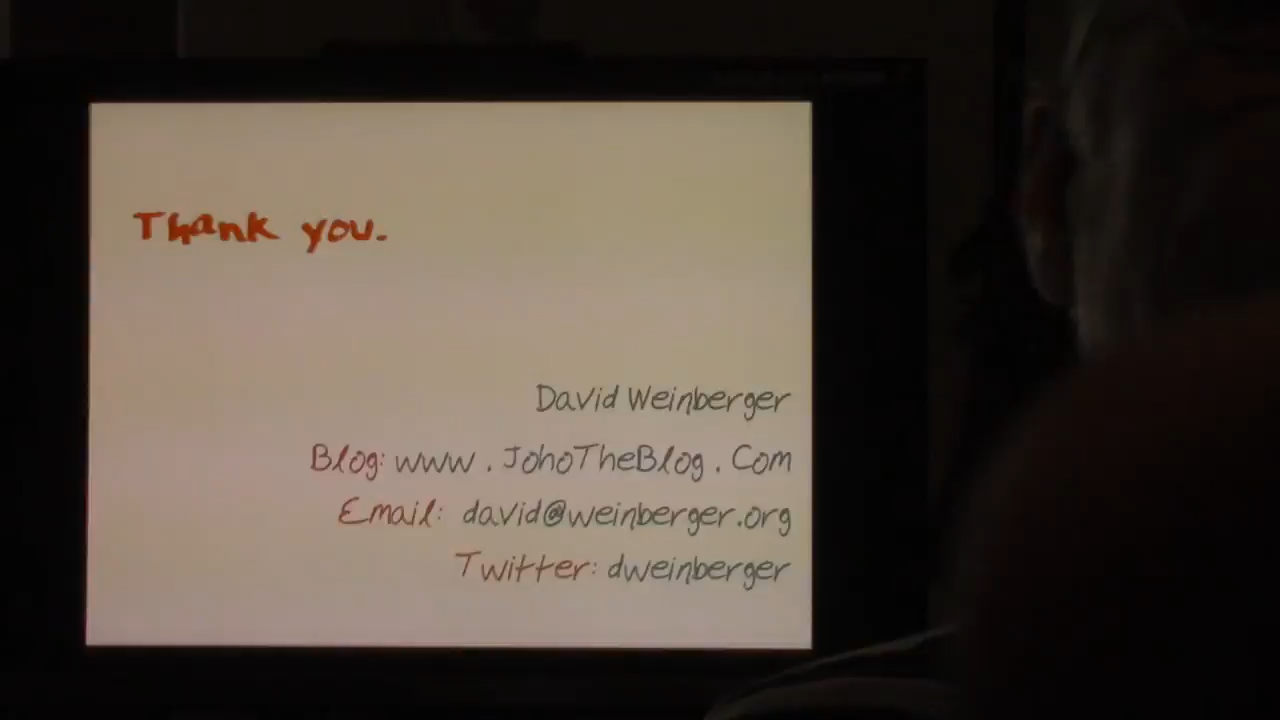 Thank you.
David Weinberger
Blog: www.JohoTheBlog.Com
Email: david@weinberger.org
Twitter: dweinberger